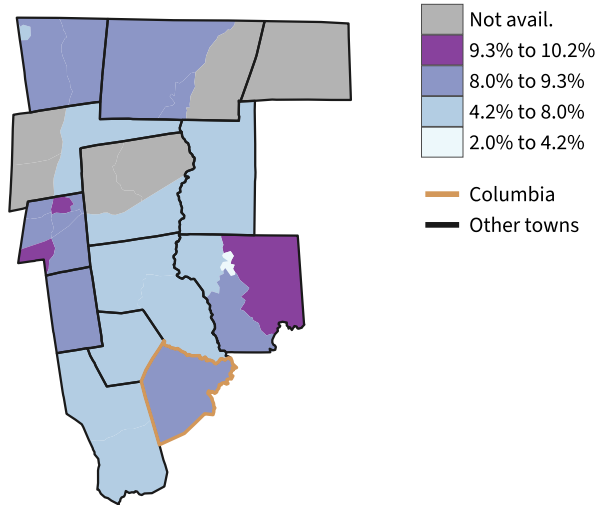 Not avail.
9.3% to 10.2%
8.0% to 9.3%
4.2% to 8.0%
2.0% to 4.2%
Columbia
Other towns